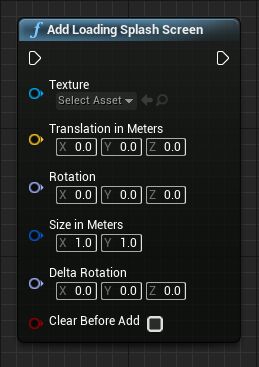 f Add Loading Splash Screen
Texture
Select Asset
Translation in Meters
X 0.0 Y 0.0 Z 0.0
Rotation
X 0.0 Y 0.0 Z 0.0
Size in Meters
X 1.0 Y 1.0
Delta Rotation
X 0.0 Y 0.0 Z 0.0
Clear Before Add